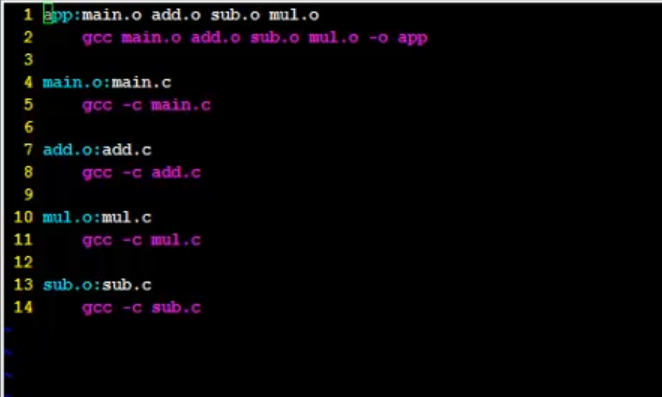 1 app:main.o add.o sub.o mul.o
2     gcc main.o add.o sub.o mul.o -o app
3
4 main.o:main.c
5     gcc -c main.c
6
7 add.o:add.c
8     gcc -c add.c
9
10 mul.o:mul.c
11     gcc -c mul.c
12
13 sub.o:sub.c
14     gcc -c sub.c
~
~
~
~